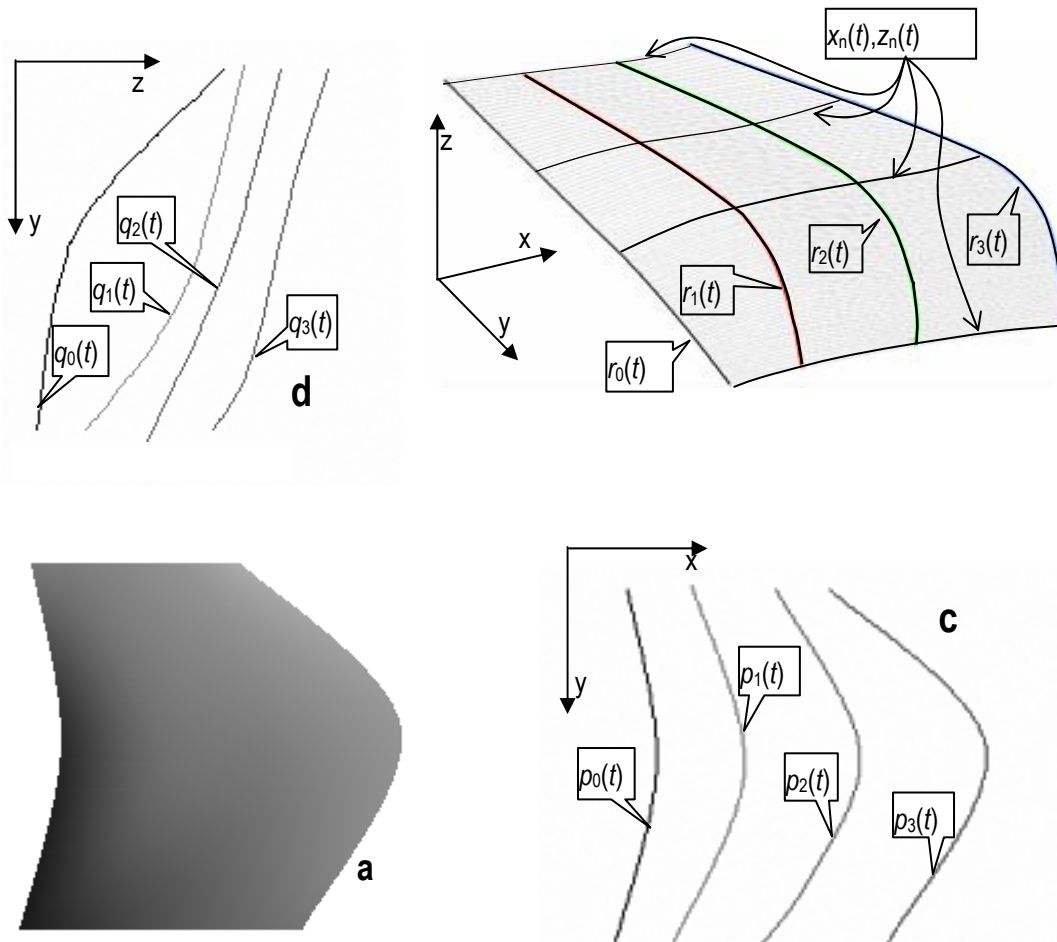 z
y
q₂(t)
q₁(t)
q₃(t)
q₀(t)
d
xₙ(t),zₙ(t)
z
x
y
r₁(t)
r₂(t)
r₃(t)
r₀(t)
a
x
y
c
p₁(t)
p₀(t)
p₂(t)
p₃(t)